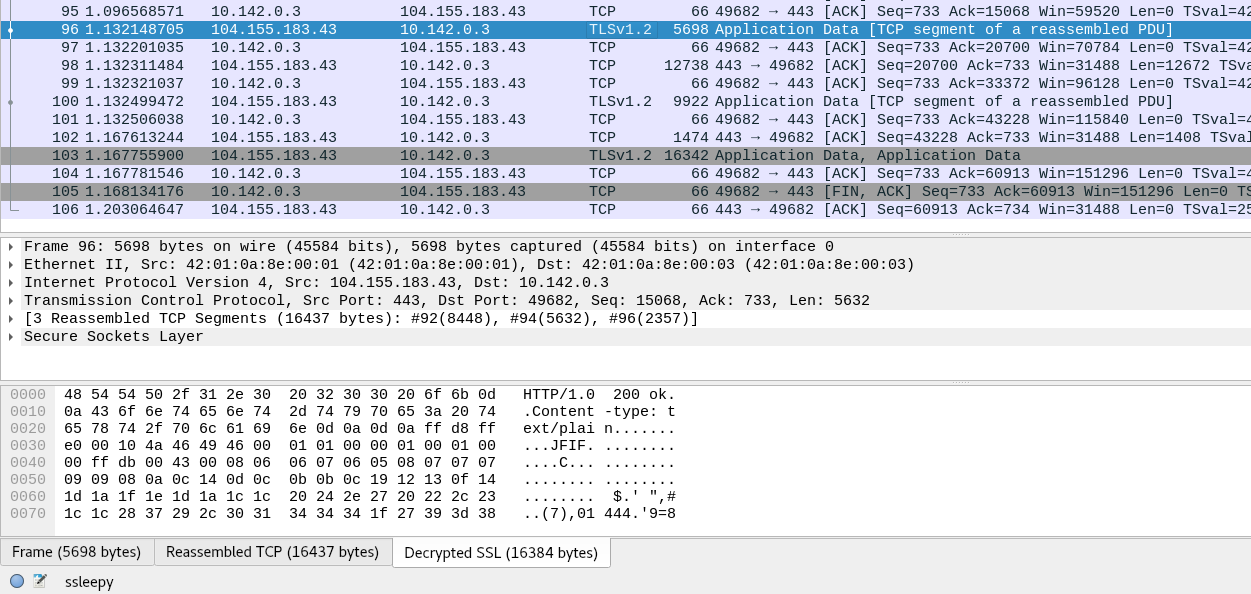 95 1.096568571 10.142.0.3 104.155.183.43 TCP 66 49682 → 443 [ACK] Seq=733 Ack=15068 Win=59520 Len=0 TSval=42
96 1.132148705 104.155.183.43 10.142.0.3 TLSv1.2 5698 Application Data [TCP segment of a reassembled PDU]
97 1.132201035 10.142.0.3 104.155.183.43 TCP 66 49682 → 443 [ACK] Seq=733 Ack=20700 Win=70784 Len=0 TSval=42
98 1.132311484 104.155.183.43 10.142.0.3 TCP 12738 443 → 49682 [ACK] Seq=20700 Ack=733 Win=31488 Len=12672 TSva
99 1.132321037 10.142.0.3 104.155.183.43 TCP 66 49682 → 443 [ACK] Seq=733 Ack=33372 Win=96128 Len=0 TSval=42
100 1.132499472 104.155.183.43 10.142.0.3 TLSv1.2 9922 Application Data [TCP segment of a reassembled PDU]
101 1.132506038 10.142.0.3 104.155.183.43 TCP 66 49682 → 443 [ACK] Seq=733 Ack=43228 Win=115840 Len=0 TSval=4
102 1.167613244 104.155.183.43 10.142.0.3 TCP 1474 443 → 49682 [ACK] Seq=43228 Ack=733 Win=31488 Len=1408 TSval
103 1.167755900 104.155.183.43 10.142.0.3 TLSv1.2 16342 Application Data, Application Data
104 1.167781546 10.142.0.3 104.155.183.43 TCP 66 49682 → 443 [ACK] Seq=733 Ack=60913 Win=151296 Len=0 TSval=4
105 1.168134176 10.142.0.3 104.155.183.43 TCP 66 49682 → 443 [FIN, ACK] Seq=733 Ack=60913 Win=151296 Len=0 TS
106 1.203064647 104.155.183.43 10.142.0.3 TCP 66 443 → 49682 [ACK] Seq=60913 Ack=734 Win=31488 Len=0 TSval=25
Frame 96: 5698 bytes on wire (45584 bits), 5698 bytes captured (45584 bits) on interface 0
Ethernet II, Src: 42:01:0a:8e:00:01 (42:01:0a:8e:00:01), Dst: 42:01:0a:8e:00:03 (42:01:0a:8e:00:03)
Internet Protocol Version 4, Src: 104.155.183.43, Dst: 10.142.0.3
Transmission Control Protocol, Src Port: 443, Dst Port: 49682, Seq: 15068, Ack: 733, Len: 5632
[3 Reassembled TCP Segments (16437 bytes): #92(8448), #94(5632), #96(2357)]
Secure Sockets Layer
0000 48 54 54 50 2f 31 2e 30 20 32 30 30 20 6f 6b 0d HTTP/1.0 200 ok.
0010 0a 43 6f 6e 74 65 6e 74 2d 74 79 70 65 3a 20 74 .Content -type: t
0020 65 78 74 2f 70 6c 61 69 6e 0d 0a 0d 0a ff d8 ff ext/plai n.......
0030 e0 00 10 4a 46 49 46 00 01 01 00 00 01 00 01 00 ...JFIF. ........
0040 00 ff db 00 43 00 08 06 06 07 06 05 08 07 07 07 ....C... ........
0050 09 09 08 0a 0c 14 0d 0c 0b 0b 0c 19 12 13 0f 14 ........ ........
0060 1d 1a 1f 1e 1d 1a 1c 1c 20 24 2e 27 20 22 2c 23 ........ $.' ",#
0070 1c 1c 28 37 29 2c 30 31 34 34 34 1f 27 39 3d 38 ..(7),01 444.'9=8
Frame (5698 bytes) Reassembled TCP (16437 bytes) Decrypted SSL (16384 bytes)
ssleepy